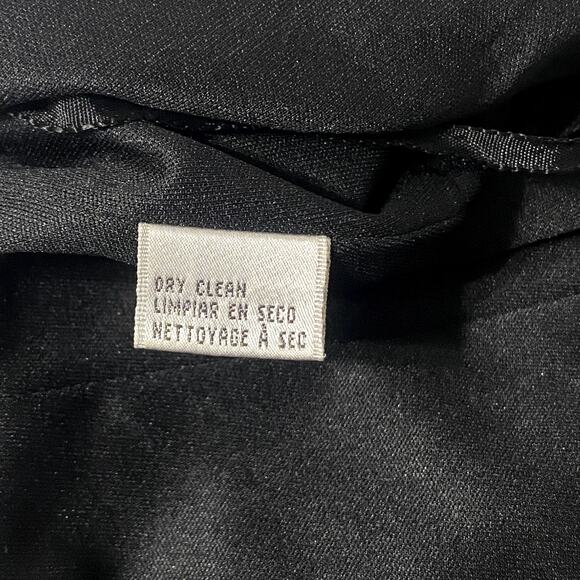 DRY CLEAN
LIMPIAR EN SECO
NETTOYAGE À SEC